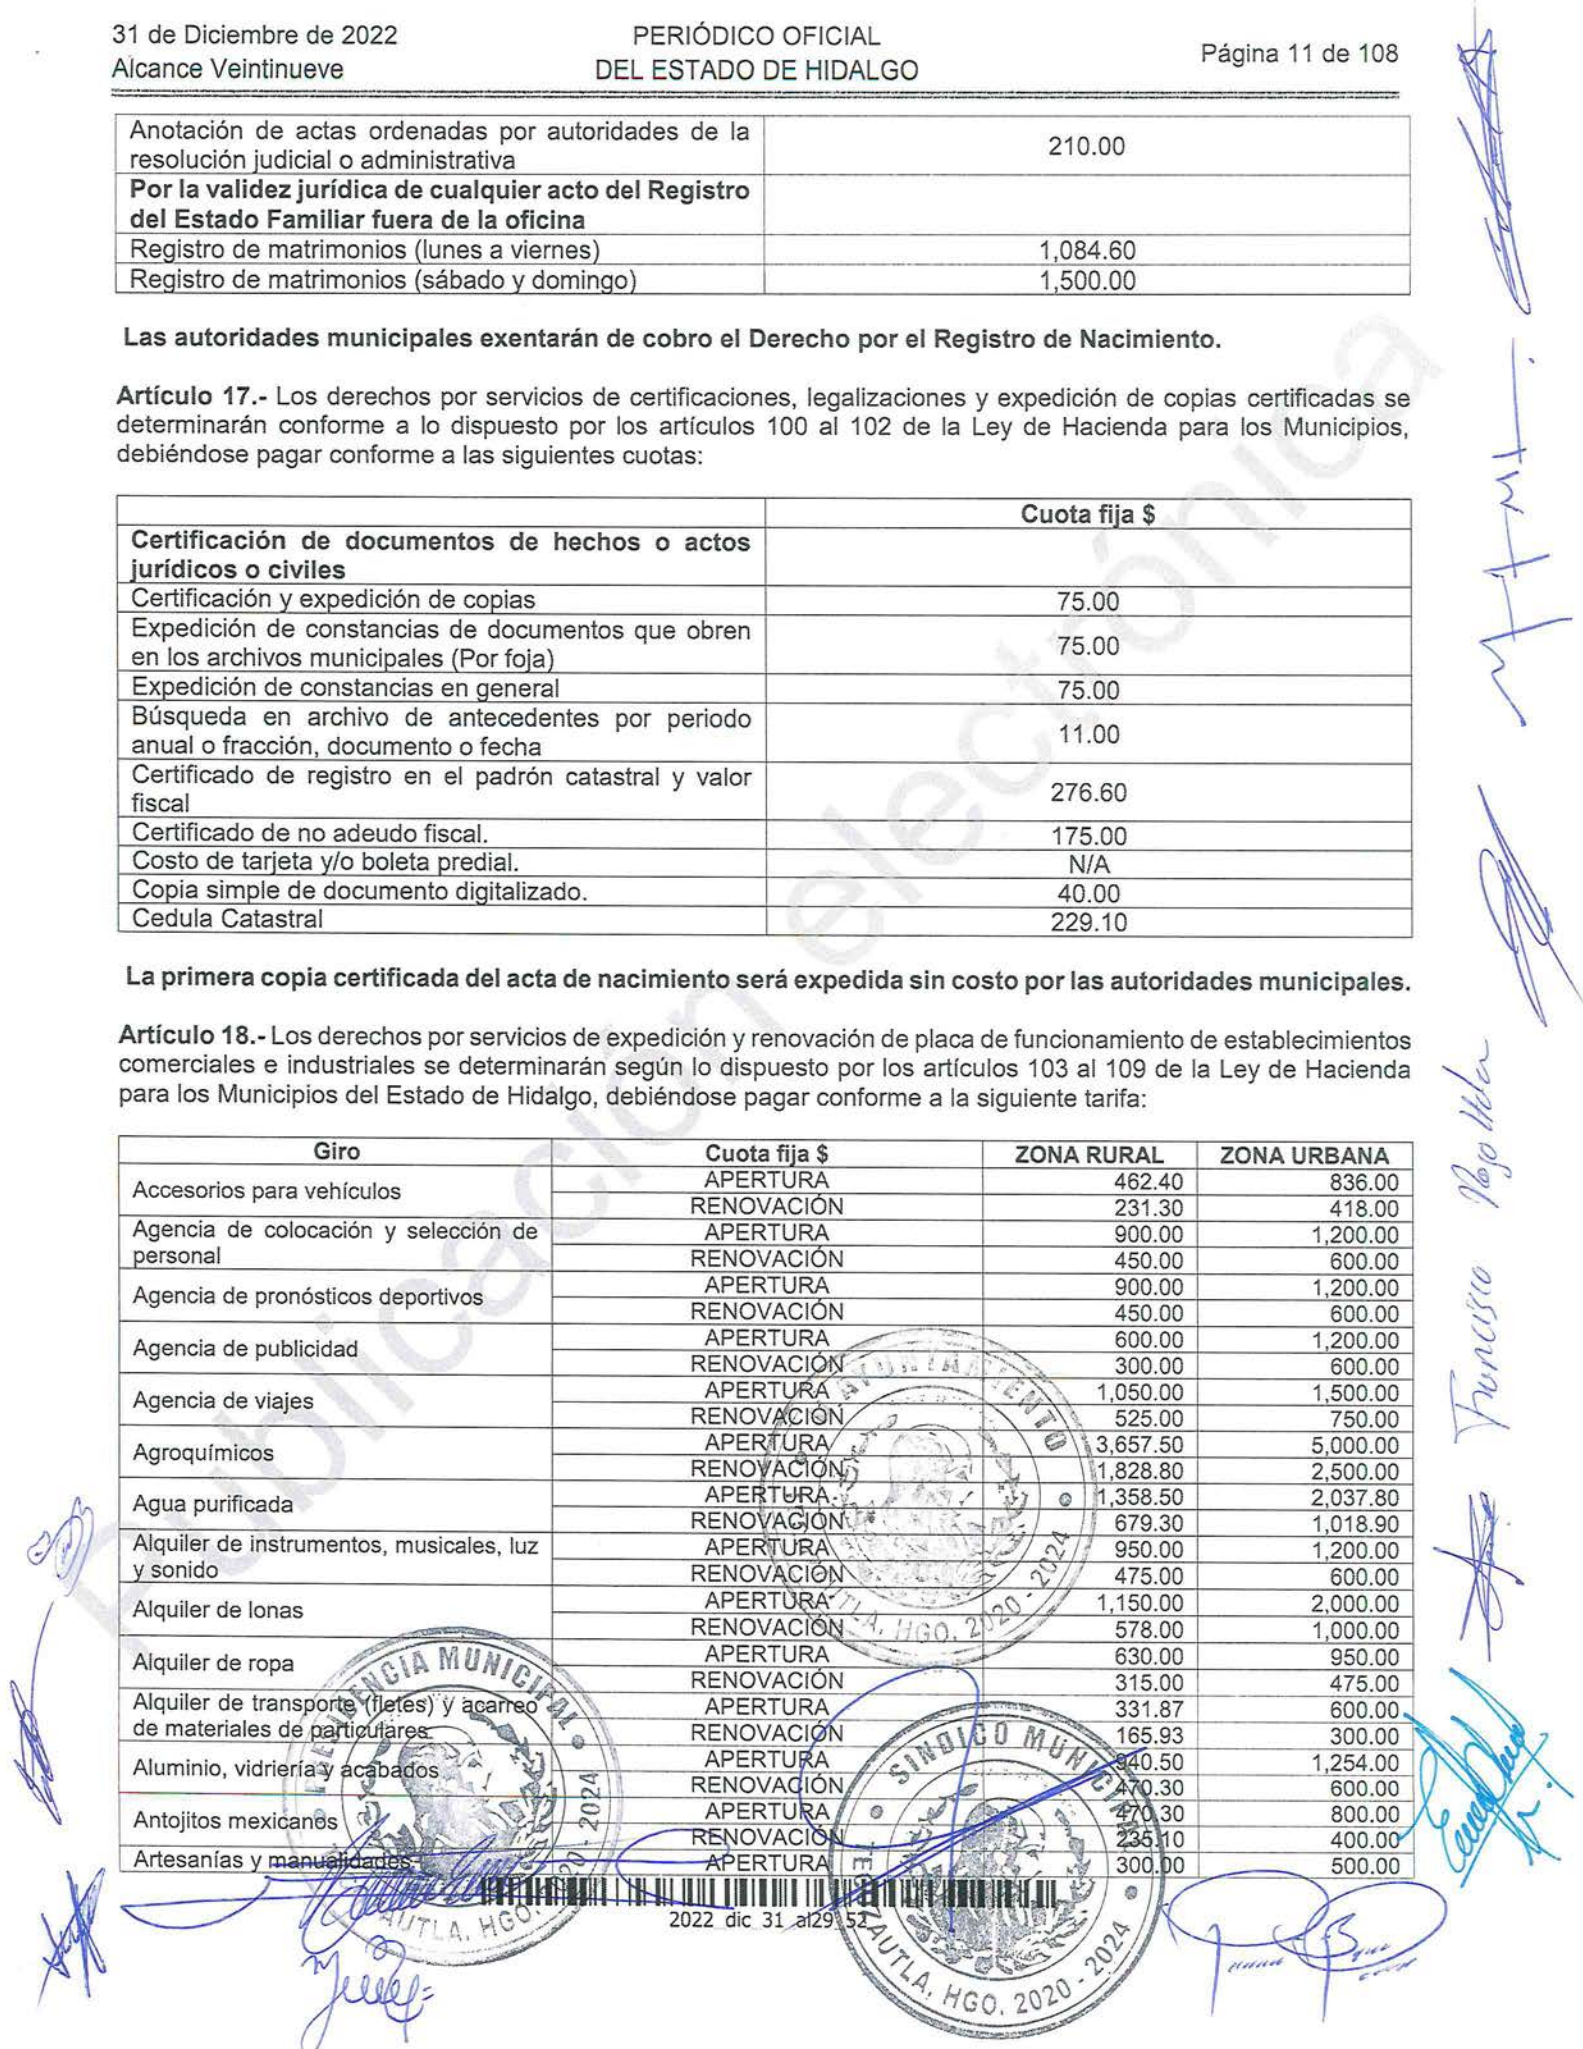 31 de Diciembre de 2022
Alcance Veintinueve
PERIÓDICO OFICIAL
DEL ESTADO DE HIDALGO
Página 11 de 108
Anotación de actas ordenadas por autoridades de la
resolución judicial o administrativa
210.00
Por la validez jurídica de cualquier acto del Registro
del Estado Familiar fuera de la oficina
Registro de matrimonios (lunes a viernes) 1,084.60
Registro de matrimonios (sábado y domingo) 1,500.00
Las autoridades municipales exentarán de cobro el Derecho por el Registro de Nacimiento.
Artículo 17.- Los derechos por servicios de certificaciones, legalizaciones y expedición de copias certificadas se
determinarán conforme a lo dispuesto por los artículos 100 al 102 de la Ley de Hacienda para los Municipios,
debiéndose pagar conforme a las siguientes cuotas:
Cuota fija $
Certificación de documentos de hechos o actos
jurídicos o civiles
Certificación y expedición de copias 75.00
Expedición de constancias de documentos que obren
en los archivos municipales (Por foja)
75.00
Expedición de constancias en general 75.00
Búsqueda en archivo de antecedentes por periodo
anual o fracción, documento o fecha
11.00
Certificado de registro en el padrón catastral y valor
fiscal
276.60
Certificado de no adeudo fiscal. 175.00
Costo de tarjeta y/o boleta predial. N/A
Copia simple de documento digitalizado. 40.00
Cedula Catastral 229.10
La primera copia certificada del acta de nacimiento será expedida sin costo por las autoridades municipales.
Artículo 18.- Los derechos por servicios de expedición y renovación de placa de funcionamiento de establecimientos
comerciales e industriales se determinarán según lo dispuesto por los artículos 103 al 109 de la Ley de Hacienda
para los Municipios del Estado de Hidalgo, debiéndose pagar conforme a la siguiente tarifa:
Giro Cuota fija $ ZONA RURAL ZONA URBANA
Accesorios para vehículos
APERTURA 462.40 836.00
RENOVACIÓN 231.30 418.00
Agencia de colocación y selección de
personal
APERTURA 900.00 1,200.00
RENOVACIÓN 450.00 600.00
Agencia de pronósticos deportivos
APERTURA 900.00 1,200.00
RENOVACIÓN 450.00 600.00
Agencia de publicidad
APERTURA 600.00 1,200.00
RENOVACIÓN 300.00 600.00
Agencia de viajes
APERTURA 1,050.00 1,500.00
RENOVACIÓN 525.00 750.00
Agroquímicos
APERTURA 3,657.50 5,000.00
RENOVACIÓN 1,828.80 2,500.00
Agua purificada
APERTURA 1,358.50 2,037.80
RENOVACIÓN 679.30 1,018.90
Alquiler de instrumentos, musicales, luz
y sonido
APERTURA 950.00 1,200.00
RENOVACIÓN 475.00 600.00
Alquiler de lonas
APERTURA 1,150.00 2,000.00
RENOVACIÓN 578.00 1,000.00
Alquiler de ropa
APERTURA 630.00 950.00
RENOVACIÓN 315.00 475.00
Alquiler de transporte (fletes) y acarreo
de materiales de particulares.
APERTURA 331.87 600.00
RENOVACIÓN 165.93 300.00
Aluminio, vidriería y acabados
APERTURA 940.50 1,254.00
RENOVACIÓN 470.30 600.00
Antojitos mexicanos
APERTURA 470.30 800.00
RENOVACIÓN 235.10 400.00
Artesanías y manualidades
APERTURA 300.00 500.00
2022_dic_31_al29_52
Publicación electrónica
AYUNTAMIENTO
HGO. 2020 - 2024
PRESIDENCIA MUNICIPAL
HGO. 2020 - 2024
SINDICO MUNICIPAL
HGO. 2020 - 2024
Francisco